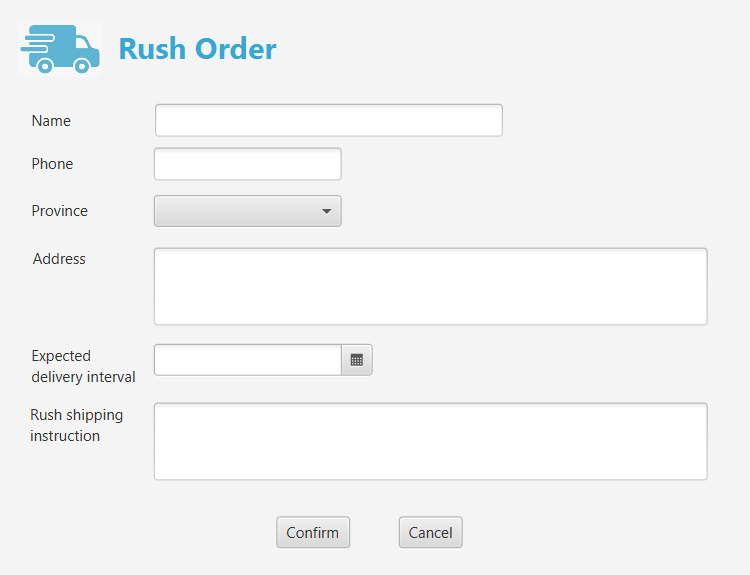 Rush Order
Name
Phone
Province
Address
Expected
delivery interval
Rush shipping
instruction
Confirm
Cancel